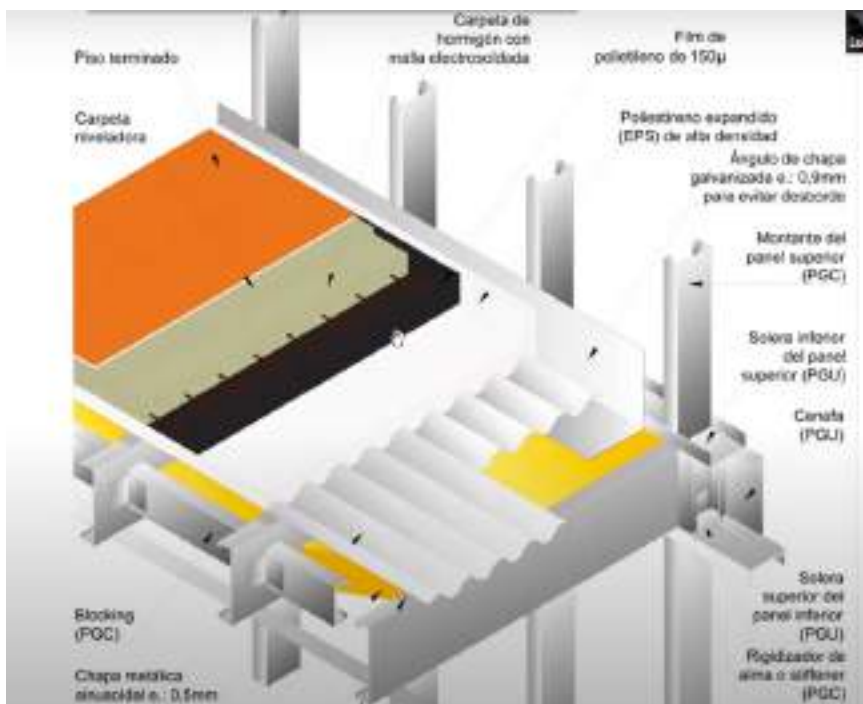 Carpeta de
hormigón con
malla electrosoldada
Film de
polietileno de 150µ
Piso terminado
Carpeta
niveladora
Poliestireno expandido
(EPS) de alta densidad
Ángulo de chapa
galvanizada e.: 0,9mm
para evitar desborde
Montante del
panel superior
(PGC)
Solera inferior
del panel
superior (PGU)
Cenefa
(PGU)
Solera
superior del
panel inferior
(PGU)
Rigidizador de
alma o stiffener
(PGC)
Blocking
(PGC)
Chapa metálica
sinusoidal e.: 0.5mm